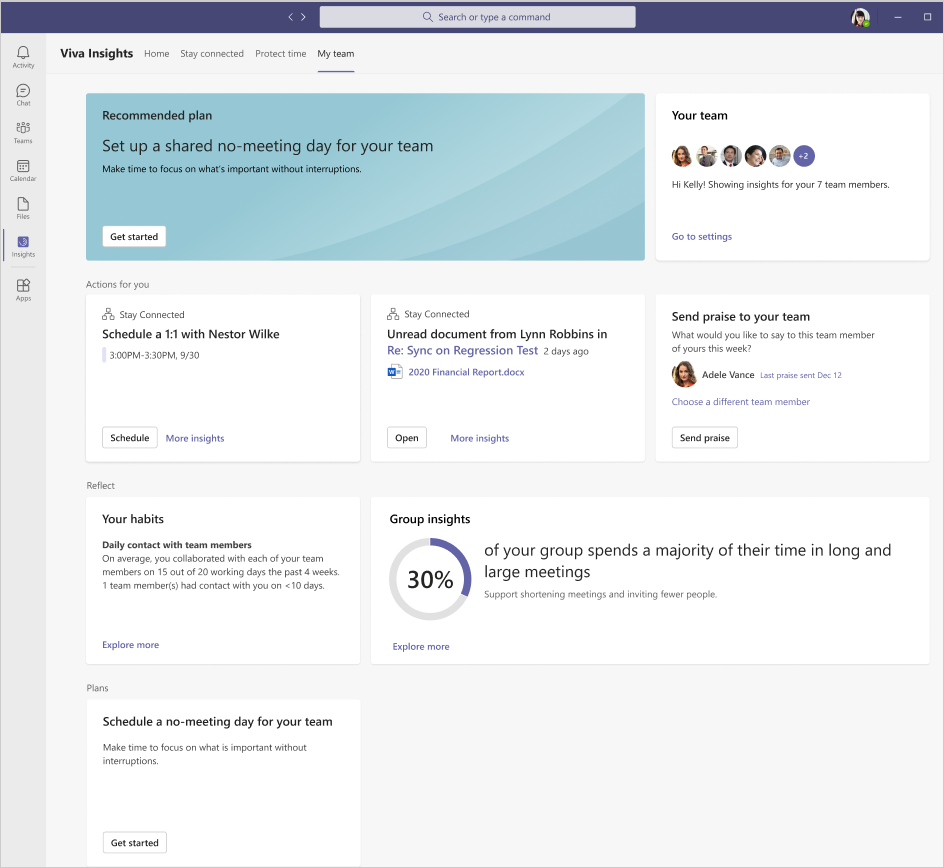 Search or type a command
Activity
Chat
Teams
Calendar
Files
Insights
Apps
Viva Insights Home Stay connected Protect time My team
Recommended plan
Set up a shared no-meeting day for your team
Make time to focus on what's important without interruptions.
Get started
Your team
+2
Hi Kelly! Showing insights for your 7 team members.
Go to settings
Actions for you
Stay Connected
Schedule a 1:1 with Nestor Wilke
3:00PM-3:30PM, 9/30
Schedule More insights
Stay Connected
Unread document from Lynn Robbins in
Re: Sync on Regression Test 2 days ago
W
2020 Financial Report.docx
Open More insights
Send praise to your team
What would you like to say to this team member
of yours this week?
Adele Vance Last praise sent Dec 12
Choose a different team member
Send praise
Reflect
Your habits
Daily contact with team members
On average, you collaborated with each of your team
members on 15 out of 20 working days the past 4 weeks.
1 team member(s) had contact with you on <10 days.
Explore more
Group insights
30%
of your group spends a majority of their time in long and
large meetings
Support shortening meetings and inviting fewer people.
Explore more
Plans
Schedule a no-meeting day for your team
Make time to focus on what is important without
interruptions.
Get started